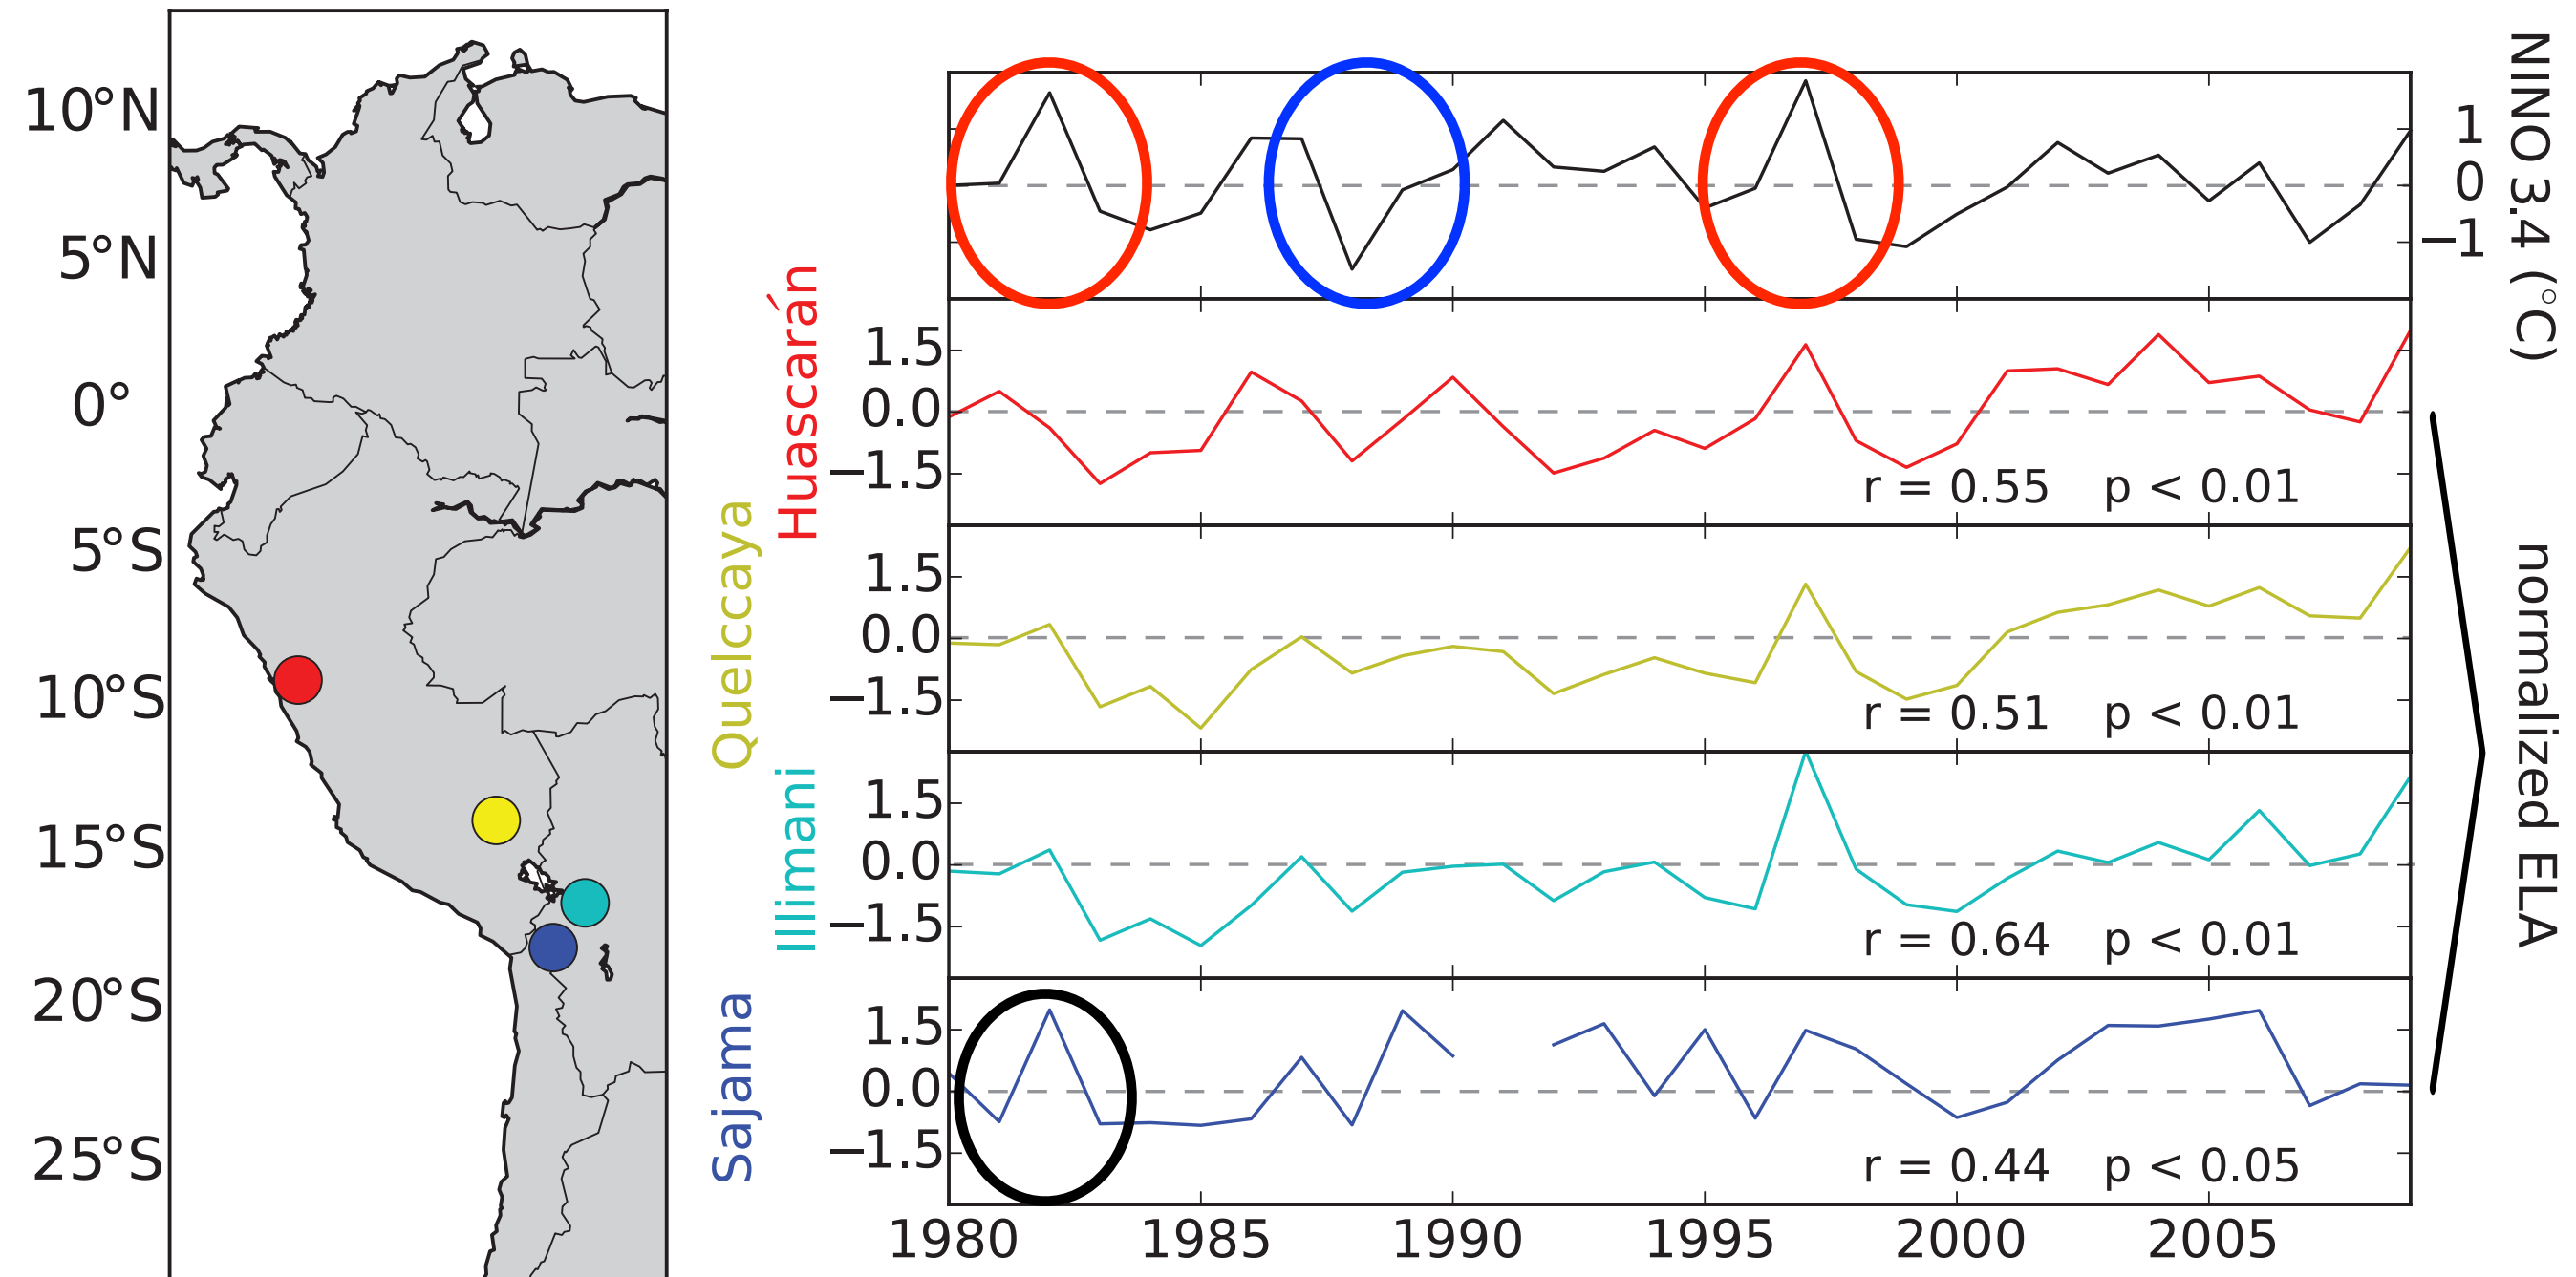 10°N
5°N
0°
5°S
10°S
15°S
20°S
25°S
NINO 3.4 (°C)
1
0
−1
Huascarán
1.5
0.0
−1.5
r = 0.55 p < 0.01
Quelccaya
1.5
0.0
−1.5
r = 0.51 p < 0.01
Illimani
1.5
0.0
−1.5
r = 0.64 p < 0.01
Sajama
1.5
0.0
−1.5
r = 0.44 p < 0.05
normalized ELA
1980 1985 1990 1995 2000 2005